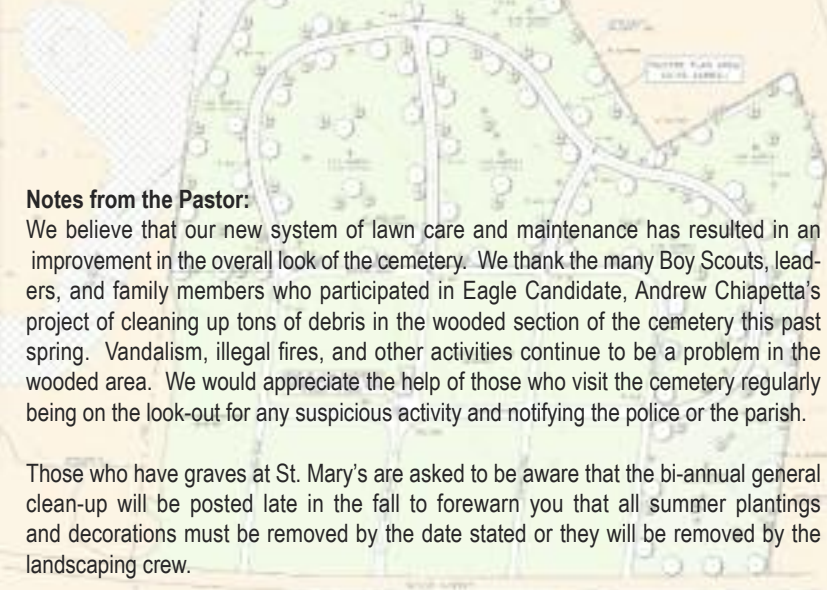 Notes from the Pastor:
We believe that our new system of lawn care and maintenance has resulted in an
improvement in the overall look of the cemetery. We thank the many Boy Scouts, lead-
ers, and family members who participated in Eagle Candidate, Andrew Chiapetta's
project of cleaning up tons of debris in the wooded section of the cemetery this past
spring. Vandalism, illegal fires, and other activities continue to be a problem in the
wooded area. We would appreciate the help of those who visit the cemetery regularly
being on the look-out for any suspicious activity and notifying the police or the parish.
Those who have graves at St. Mary's are asked to be aware that the bi-annual general
clean-up will be posted late in the fall to forewarn you that all summer plantings
and decorations must be removed by the date stated or they will be removed by the
landscaping crew.